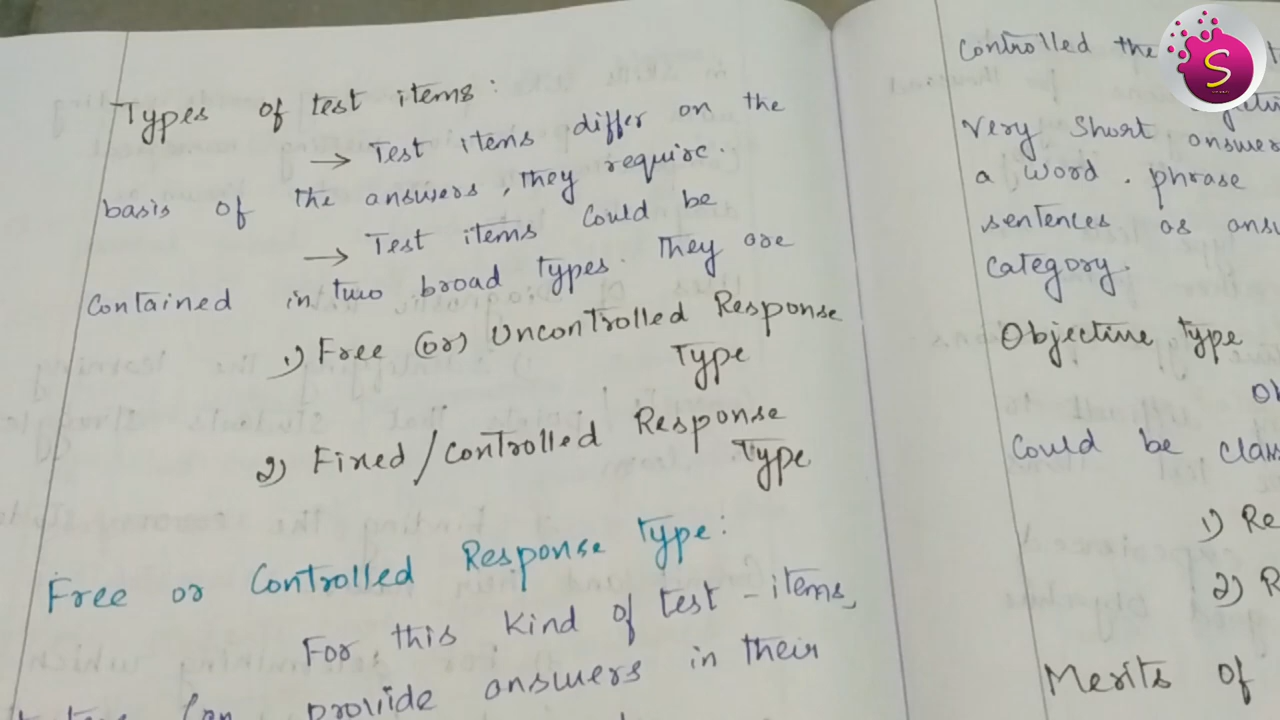 Types of test items:
→ Test items differ on the
basis of the answers, they require.
→ Test items could be
contained in two broad types. They are
1) Free (or) Uncontrolled Response
Type
2) Fixed/Controlled Response
Type
Free or Controlled Response Type:
For this kind of test-items,
can provide answers in their
Controlled the
Very short answer
a word. phrase
sentences as
category.
Objective type
Could be
1)
2)
Merits of
S